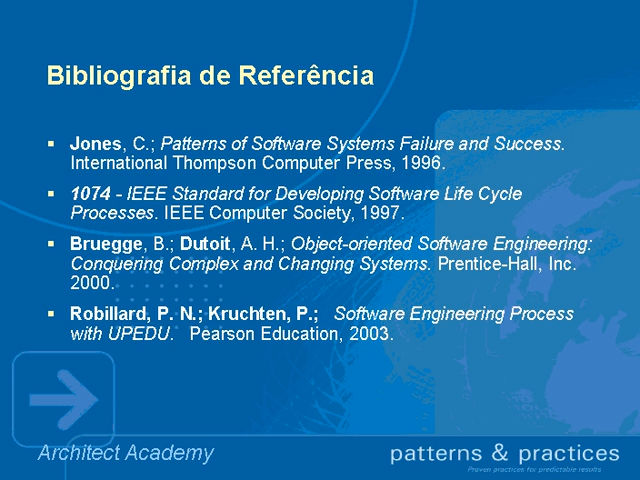 Bibliografia de Referência
▪ Jones, C.; Patterns of Software Systems Failure and Success.
International Thompson Computer Press, 1996.
▪ 1074 - IEEE Standard for Developing Software Life Cycle
Processes. IEEE Computer Society, 1997.
▪ Bruegge, B.; Dutoit, A. H.; Object-oriented Software Engineering:
Conquering Complex and Changing Systems. Prentice-Hall, Inc.
2000.
▪ Robillard, P. N.; Kruchten, P.; Software Engineering Process
with UPEDU. Pearson Education, 2003.
Architect Academy
patterns & practices
Proven practices for predictable results